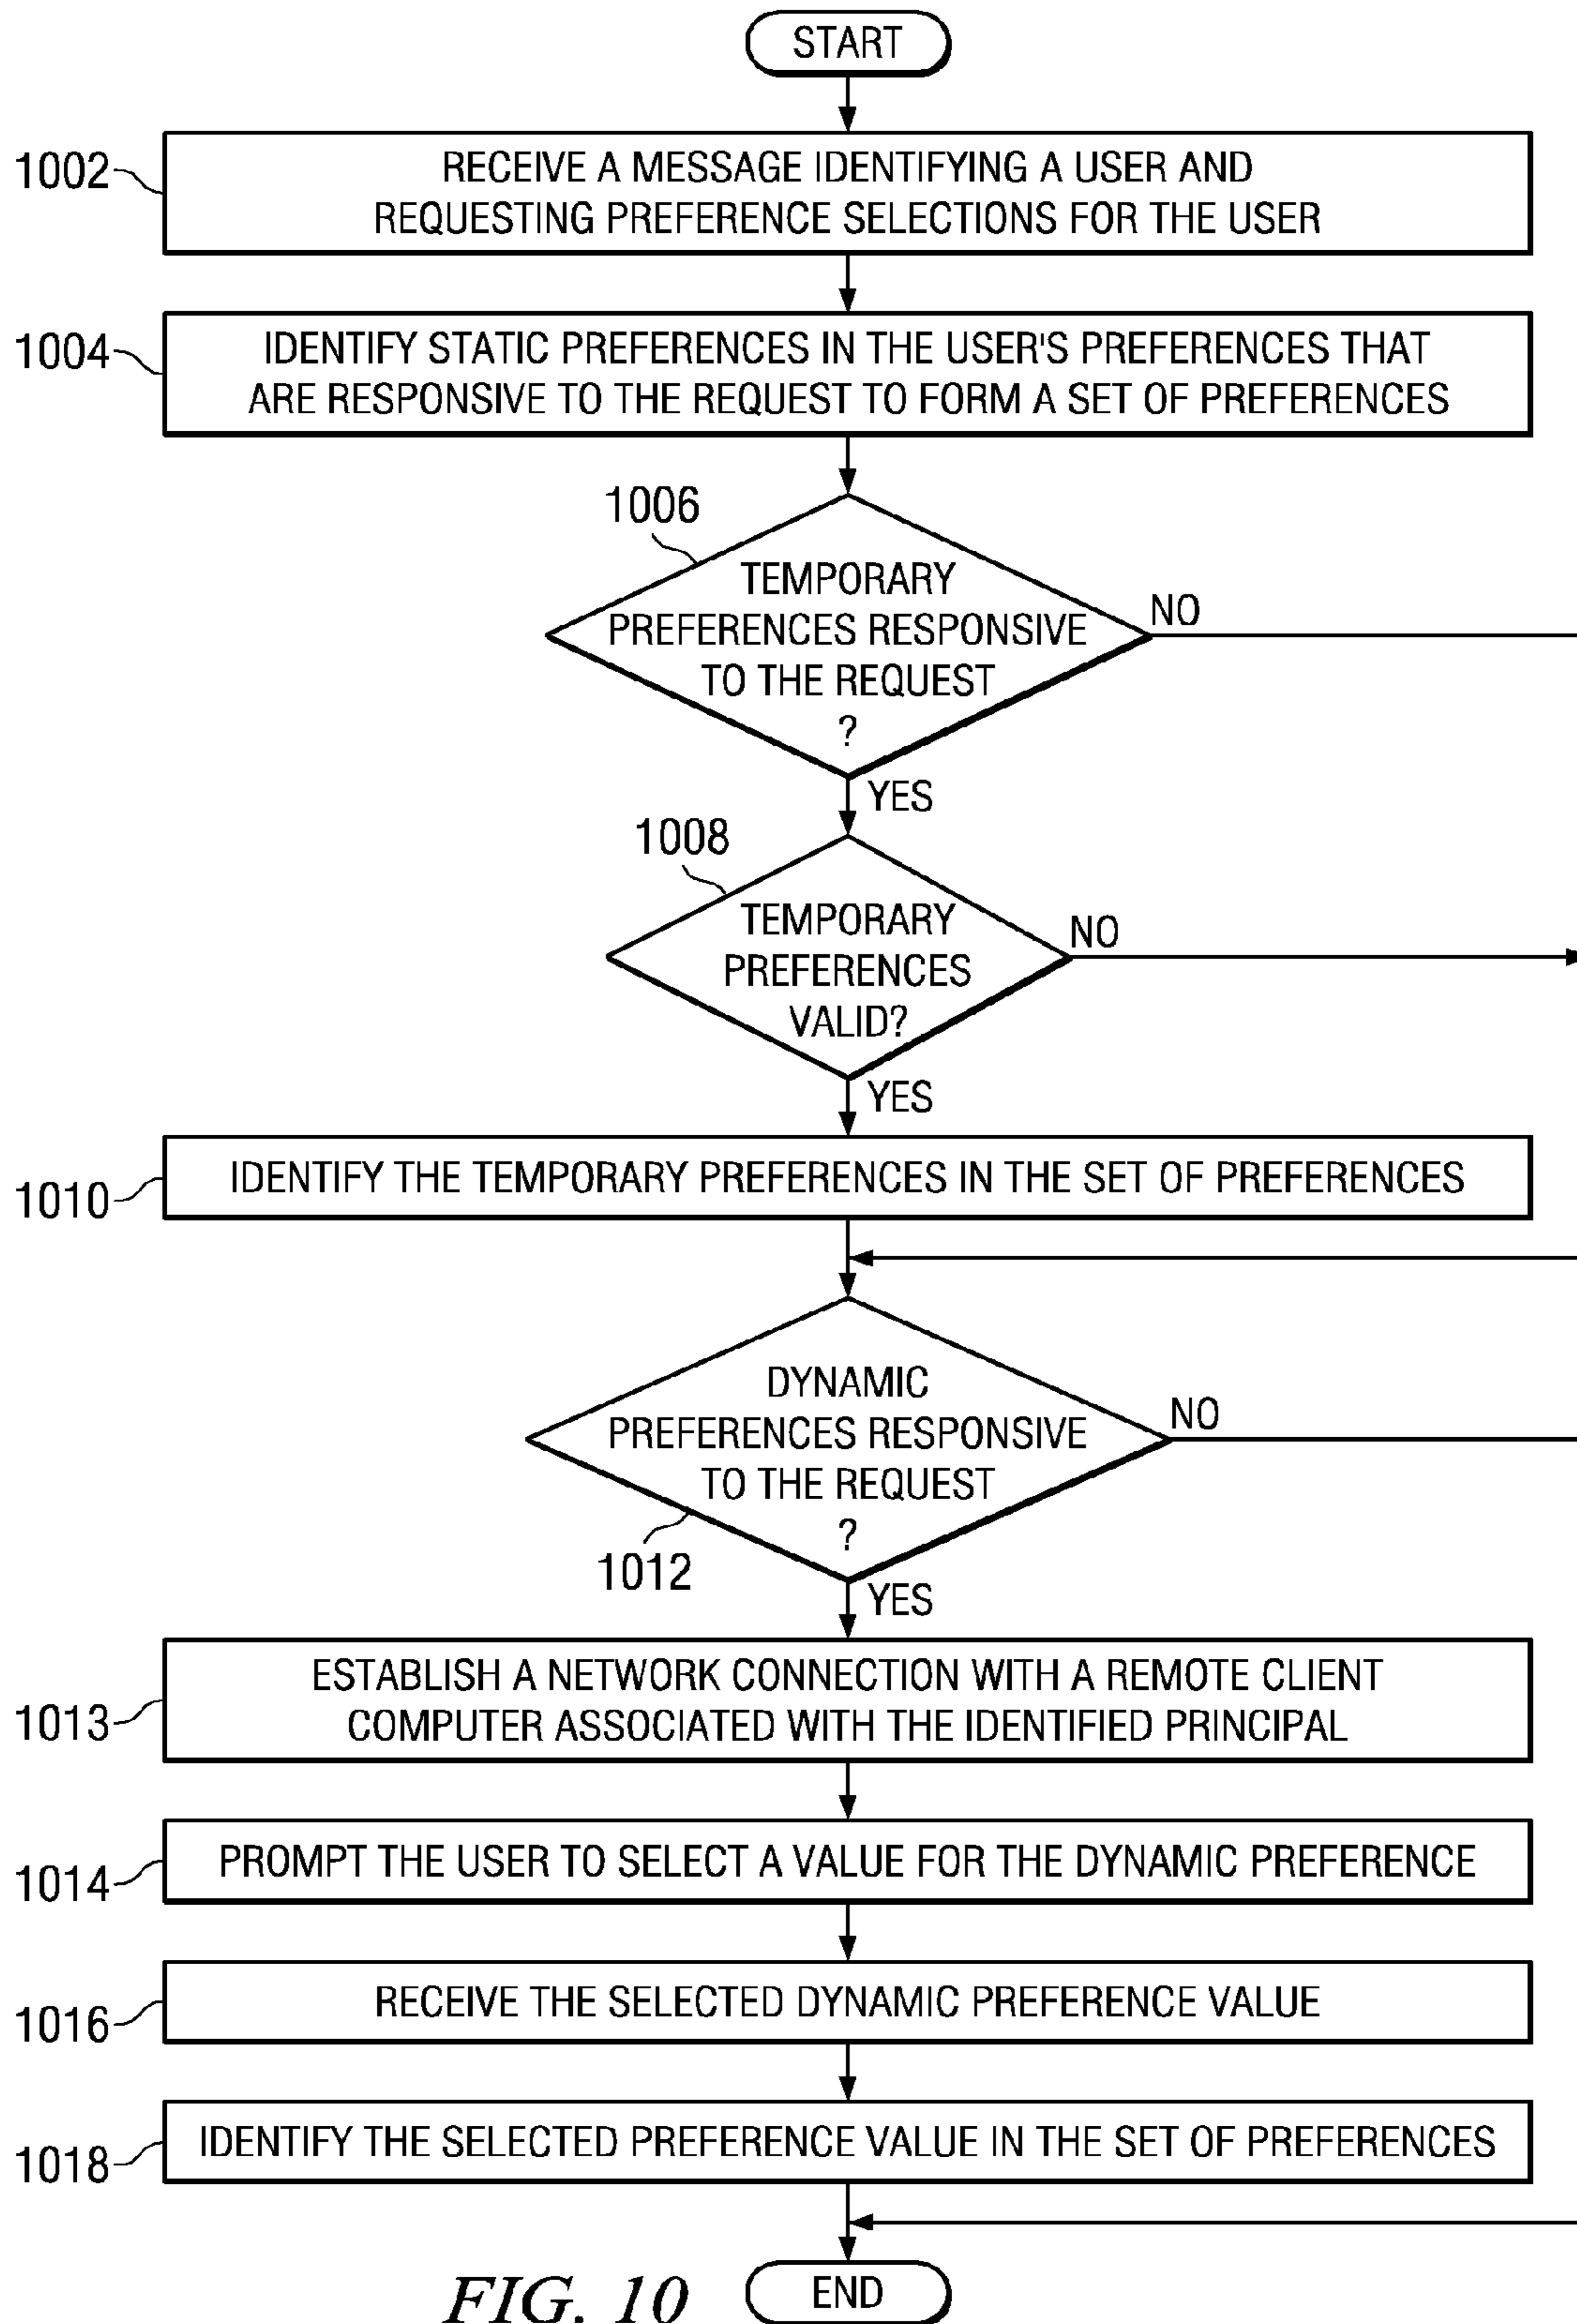 START
1002
RECEIVE A MESSAGE IDENTIFYING A USER AND
REQUESTING PREFERENCE SELECTIONS FOR THE USER
1004
IDENTIFY STATIC PREFERENCES IN THE USER'S PREFERENCES THAT
ARE RESPONSIVE TO THE REQUEST TO FORM A SET OF PREFERENCES
1006
TEMPORARY
PREFERENCES RESPONSIVE
TO THE REQUEST
?
NO
YES
1008
TEMPORARY
PREFERENCES
VALID?
NO
YES
1010
IDENTIFY THE TEMPORARY PREFERENCES IN THE SET OF PREFERENCES
DYNAMIC
PREFERENCES RESPONSIVE
TO THE REQUEST
?
NO
1012
YES
1013
ESTABLISH A NETWORK CONNECTION WITH A REMOTE CLIENT
COMPUTER ASSOCIATED WITH THE IDENTIFIED PRINCIPAL
1014
PROMPT THE USER TO SELECT A VALUE FOR THE DYNAMIC PREFERENCE
1016
RECEIVE THE SELECTED DYNAMIC PREFERENCE VALUE
1018
IDENTIFY THE SELECTED PREFERENCE VALUE IN THE SET OF PREFERENCES
FIG. 10
END